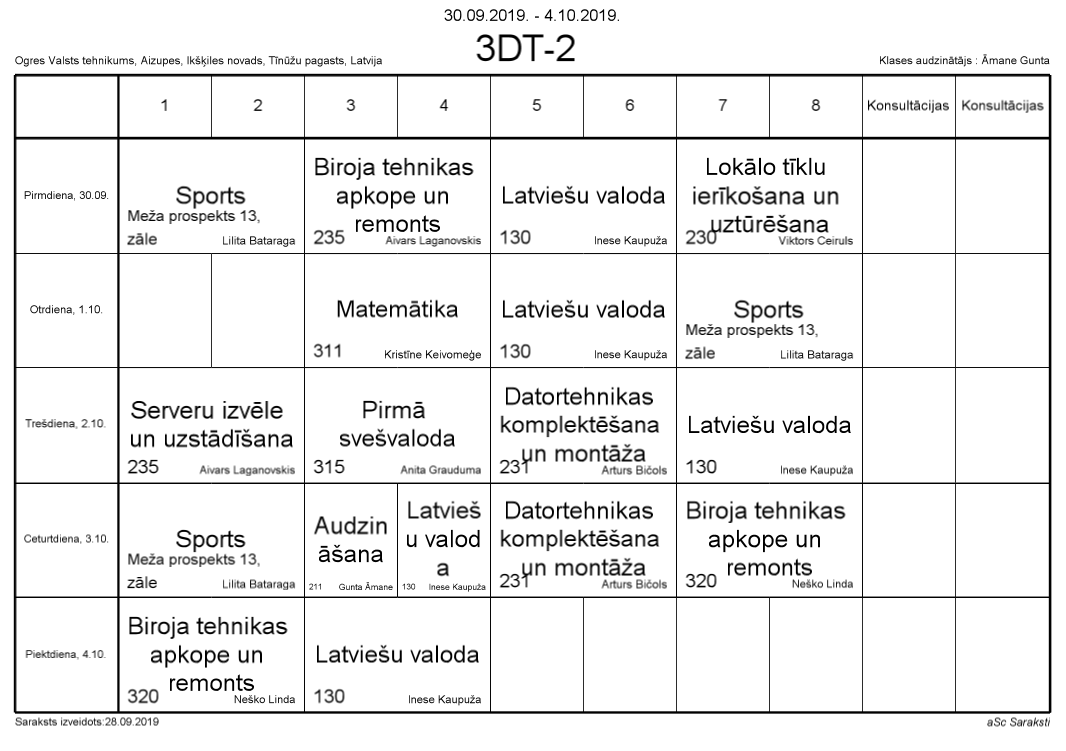 30.09.2019. - 4.10.2019.
3DT-2
Ogres Valsts tehnikums, Aizupes, Ikšķiles novads, Tīnūžu pagasts, Latvija
Klases audzinātājs : Āmane Gunta
1 2 3 4 5 6 7 8 Konsultācijas Konsultācijas
Pirmdiena, 30.09.
Sports
Meža prospekts 13,
zāle Lilita Bataraga
Biroja tehnikas
apkope un
remonts
235 Aivars Laganovskis
Latviešu valoda
130 Inese Kaupuža
Lokālo tīklu
ierīkošana un
uztūrēšana
230 Viktors Ceiruls
Otrdiena, 1.10.
Matemātika
311 Kristīne Keivomeģe
Latviešu valoda
130 Inese Kaupuža
Sports
Meža prospekts 13,
zāle Lilita Bataraga
Trešdiena, 2.10.
Serveru izvēle
un uzstādīšana
235 Aivars Laganovskis
Pirmā
svešvaloda
315 Anita Grauduma
Datortehnikas
komplektēšana
un montāža
231 Arturs Bičols
Latviešu valoda
130 Inese Kaupuža
Ceturtdiena, 3.10.
Sports
Meža prospekts 13,
zāle Lilita Bataraga
Audzin
āšana
211 Gunta Āmane
Latvieš
u valod
a
130 Inese Kaupuža
Datortehnikas
komplektēšana
un montāža
231 Arturs Bičols
Biroja tehnikas
apkope un
remonts
320 Neško Linda
Piektdiena, 4.10.
Biroja tehnikas
apkope un
remonts
320 Neško Linda
Latviešu valoda
130 Inese Kaupuža
Saraksts izveidots:28.09.2019
aSc Saraksti